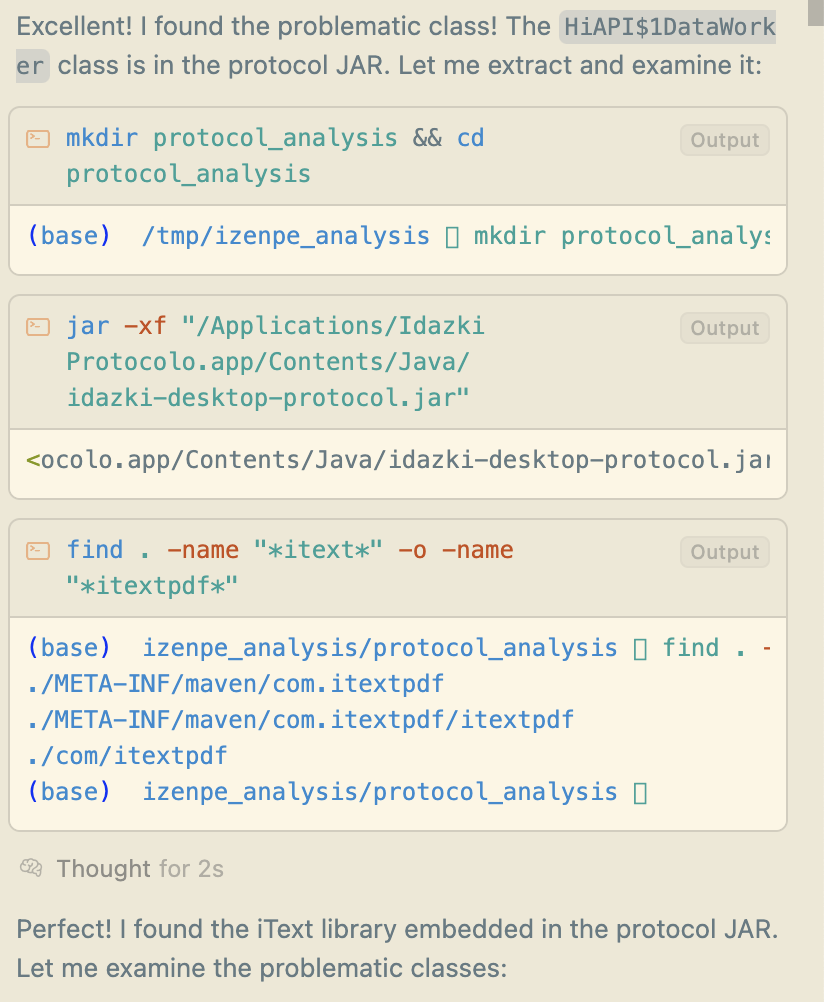 Excellent! I found the problematic class! The HiAPI$1DataWork
er class is in the protocol JAR. Let me extract and examine it:
mkdir protocol_analysis && cd
protocol_analysis
Output
(base) /tmp/izenpe_analysis ▯ mkdir protocol_analys
jar -xf "/Applications/Idazki
Protocolo.app/Contents/Java/
idazki-desktop-protocol.jar"
Output
<ocolo.app/Contents/Java/idazki-desktop-protocol.jar
find . -name "*itext*" -o -name
"*itextpdf*"
Output
(base) izenpe_analysis/protocol_analysis ▯ find . -
./META-INF/maven/com.itextpdf
./META-INF/maven/com.itextpdf/itextpdf
./com/itextpdf
(base) izenpe_analysis/protocol_analysis ▯
Thought for 2s
Perfect! I found the iText library embedded in the protocol JAR.
Let me examine the problematic classes: